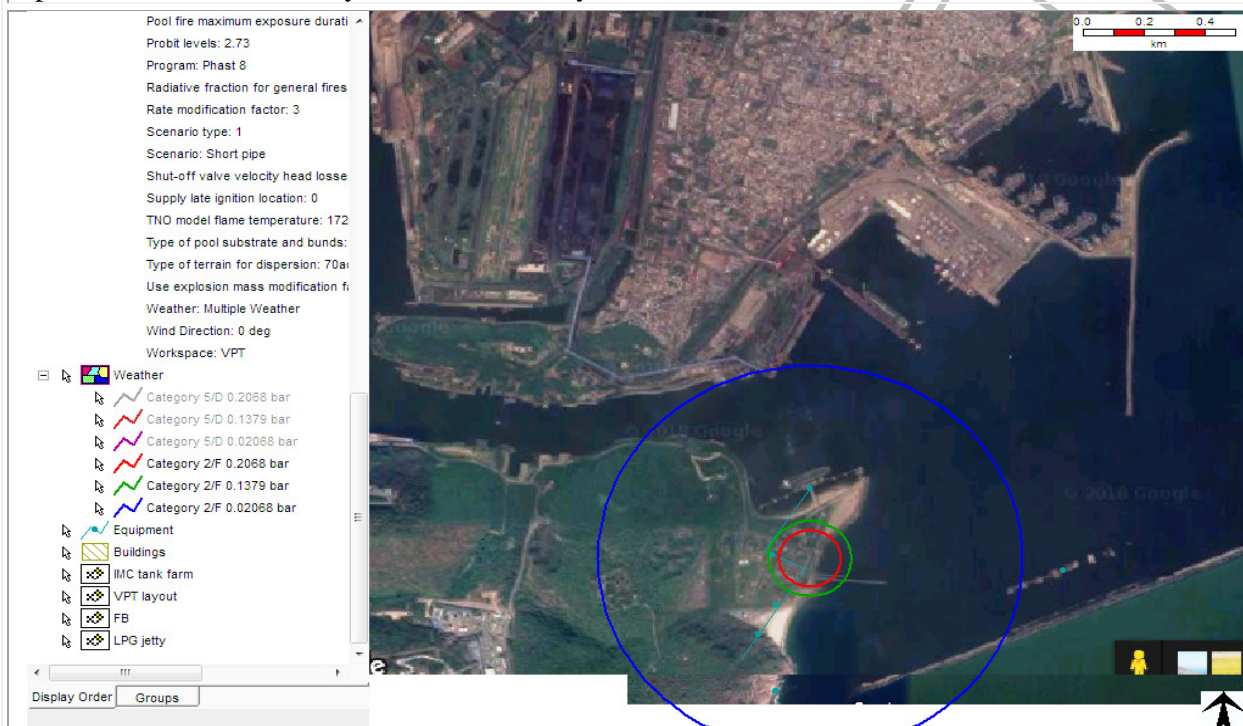 Pool fire maximum exposure durati
Probit levels: 2.73
Program: Phast 8
Radiative fraction for general fires
Rate modification factor: 3
Scenario type: 1
Scenario: Short pipe
Shut-off valve velocity head losse
Supply late ignition location: 0
TNO model flame temperature: 172
Type of pool substrate and bunds:
Type of terrain for dispersion: 70a
Use explosion mass modification f
Weather: Multiple Weather
Wind Direction: 0 deg
Workspace: VPT
Weather
Category 5/D 0.2068 bar
Category 5/D 0.1379 bar
Category 5/D 0.02068 bar
Category 2/F 0.2068 bar
Category 2/F 0.1379 bar
Category 2/F 0.02068 bar
Equipment
Buildings
IMC tank farm
VPT layout
FB
LPG jetty
Display Order Groups
0.0 0.2 0.4
km
Google
Google
© 2018 Google
© 2018 Google